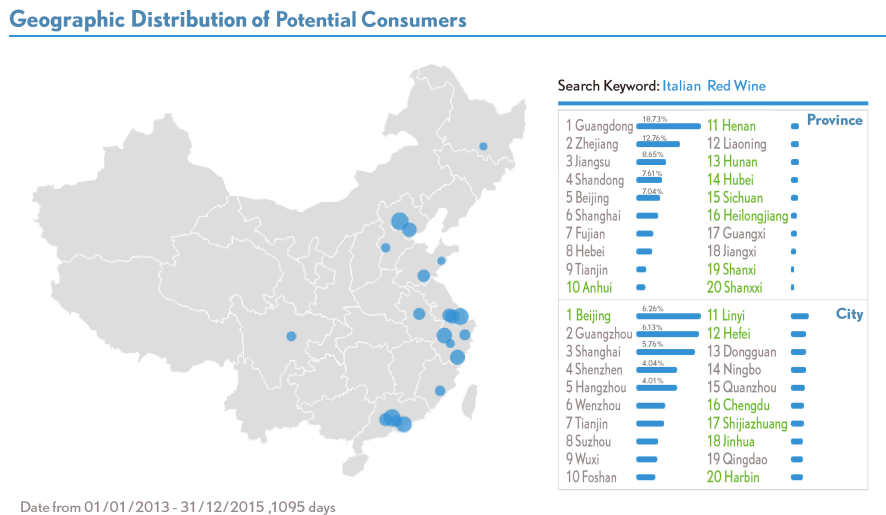 Geographic Distribution of Potential Consumers
Search Keyword: Italian Red Wine
Province
1 Guangdong 18.73%
2 Zhejiang 12.76%
3 Jiangsu 8.65%
4 Shandong 7.61%
5 Beijing 7.04%
6 Shanghai
7 Fujian
8 Hebei
9 Tianjin
10 Anhui
11 Henan
12 Liaoning
13 Hunan
14 Hubei
15 Sichuan
16 Heilongjiang
17 Guangxi
18 Jiangxi
19 Shanxi
20 Shanxxi
City
1 Beijing 6.26%
2 Guangzhou 6.13%
3 Shanghai 5.76%
4 Shenzhen 4.04%
5 Hangzhou 4.01%
6 Wenzhou
7 Tianjin
8 Suzhou
9 Wuxi
10 Foshan
11 Linyi
12 Hefei
13 Dongguan
14 Ningbo
15 Quanzhou
16 Chengdu
17 Shijiazhuang
18 Jinhua
19 Qingdao
20 Harbin
Date from 01/01/2013 - 31/12/2015 ,1095 days